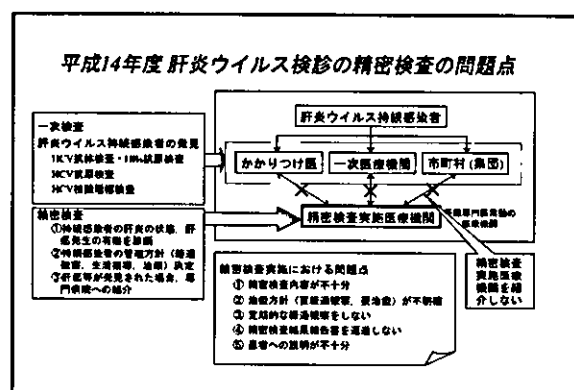 平成14年度 肝炎ウイルス検診の精密検査の問題点
肝炎ウイルス持続感染者
一次検査
肝炎ウイルス持続感染者の発見
HCV抗体検査・HBs抗原検査
HCV抗原検査
HCV核酸増幅検査
かかりつけ医
一次医療機関
市町村(集団)
精密検査実施医療機関
精密検査
①持続感染者の肝炎の状態、肝
癌発生の有無を診断
②持続感染者の管理方針(経過
観察、生活指導、治療)決定
③肝癌等が発見された場合、専
門病院への紹介
精密検査
実施医療
機関を紹
介しない
精密検査実施における問題点
① 精密検査内容が不十分
② 治療方針(要経過観察、要治療)が不明確
③ 定期的な経過観察をしない
④ 精密検査結果報告書を返送しない
⑤ 患者への説明が不十分